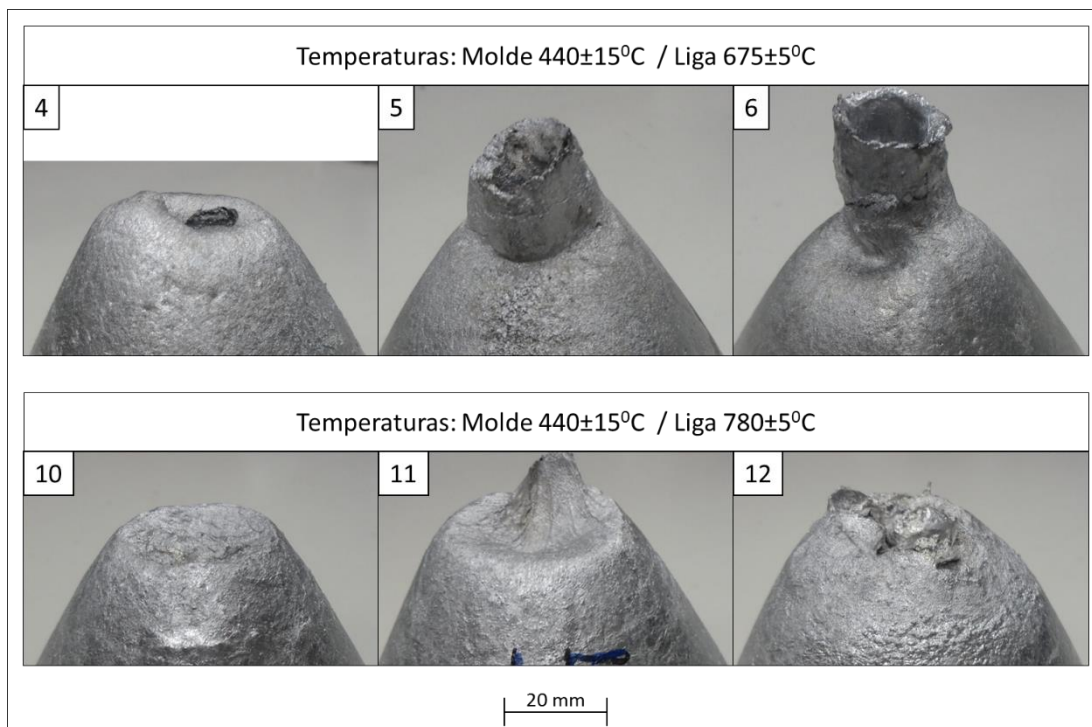 Temperaturas: Molde 440±15⁰C / Liga 675±5⁰C
4
5
6
Temperaturas: Molde 440±15⁰C / Liga 780±5⁰C
10
11
12
20 mm